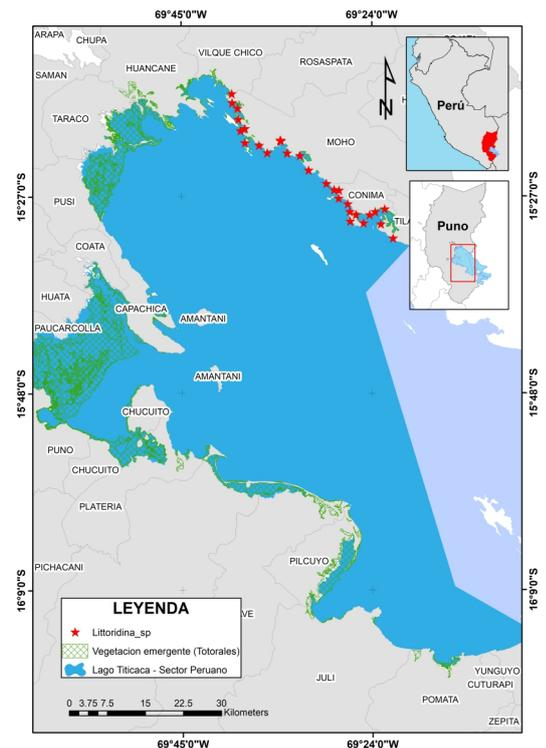 69°45'0"W 69°24'0"W
ARAPA
CHUPA
VILQUE CHICO
ROSASPATA
SAMAN
HUANCANE
TARACO
MOHO
PUSI
CONIMA
COATA
HUATA
CAPACHICA
AMANTANI
PAUCARCOLLA
AMANTANI
CHUCUITO
PUNO
CHUCUITO
PLATERIA
PICHACANI
PILCUYO
JULI
YUNGUYO
CUTURAPI
POMATA
ZEPITA
Perú
Puno
N
15°27'0"S
15°48'0"S
16°9'0"S
15°27'0"S
15°48'0"S
16°9'0"S
LEYENDA
Littoridina_sp
Vegetacion emergente (Totorales)
Lago Titicaca - Sector Peruano
0 3.75 7.5 15 22.5 30
Kilometers
69°45'0"W 69°24'0"W